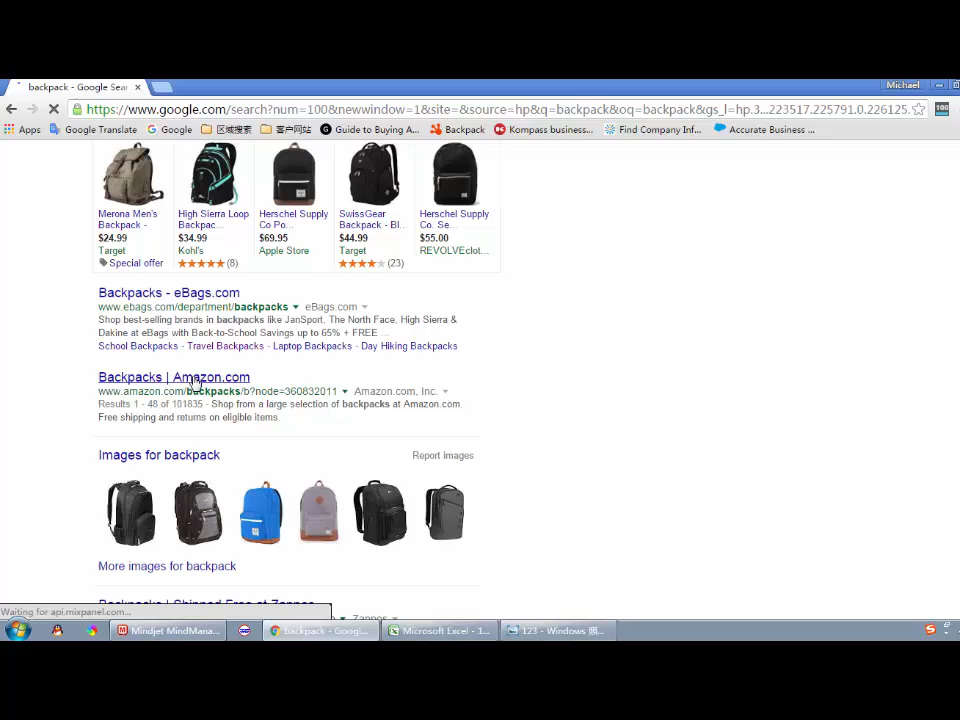 backpack - Google Sea
Michael
https://www.google.com/search?num=100&newwindow=1&site=&source=hp&q=backpack&oq=backpack&gs_l=hp.3...223517.225791.0.226125.
100
Apps Google Translate Google 区域搜索 客户网站 Guide to Buying A... Backpack Kompass business... Find Company Inf... Accurate Business ...
Merona Men's Backpack - $24.99 Target Special offer
High Sierra Loop Backpac... $34.99 Kohl's (8)
Herschel Supply Co Po... $69.95 Apple Store
SwissGear Backpack - Bl... $44.99 Target (23)
Herschel Supply Co. Se... $55.00 REVOLVEclot...
Backpacks - eBags.com
www.ebags.com/department/backpacks eBags.com
Shop best-selling brands in backpacks like JanSport, The North Face, High Sierra &
Dakine at eBags with Back-to-School Savings up to 65% + FREE ...
School Backpacks - Travel Backpacks - Laptop Backpacks - Day Hiking Backpacks
Backpacks | Amazon.com
www.amazon.com/backpacks/b?node=360832011 Amazon.com, Inc.
Results 1 - 48 of 101835 - Shop from a large selection of backpacks at Amazon.com.
Free shipping and returns on eligible items.
Images for backpack Report images
More images for backpack
Backpacks | Shipped Free at Zappos
Zappos
Waiting for api.mixpanel.com...
Mindjet MindMana... backpack - Googl... Microsoft Excel - 1... 123 - Windows 照...